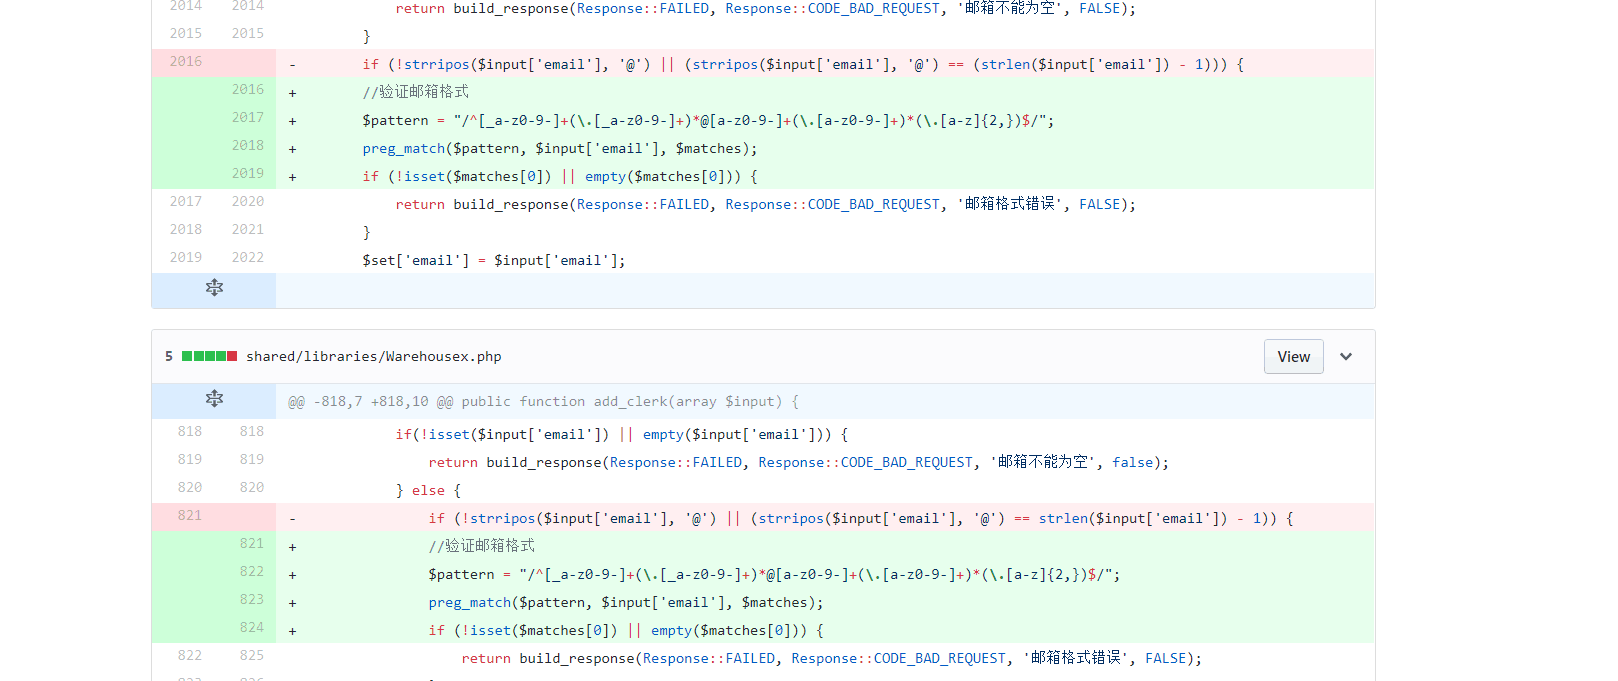 2014 2014 return build_response(Response::FAILED, Response::CODE_BAD_REQUEST, '邮箱不能为空', FALSE);
2015 2015 }
2016 - if (!strripos($input['email'], '@') || (strripos($input['email'], '@') == (strlen($input['email']) - 1))) {
2016 + //验证邮箱格式
2017 + $pattern = "/^[_a-z0-9-]+(\.[_a-z0-9-]+)*@[a-z0-9-]+(\.[a-z0-9-]+)*(\.[a-z]{2,})$/";
2018 + preg_match($pattern, $input['email'], $matches);
2019 + if (!isset($matches[0]) || empty($matches[0])) {
2017 2020 return build_response(Response::FAILED, Response::CODE_BAD_REQUEST, '邮箱格式错误', FALSE);
2018 2021 }
2019 2022 $set['email'] = $input['email'];
5 shared/libraries/Warehousex.php View
@@ -818,7 +818,10 @@ public function add_clerk(array $input) {
818 818 if(!isset($input['email']) || empty($input['email'])) {
819 819 return build_response(Response::FAILED, Response::CODE_BAD_REQUEST, '邮箱不能为空', false);
820 820 } else {
821 - if (!strripos($input['email'], '@') || (strripos($input['email'], '@') == strlen($input['email']) - 1)) {
821 + //验证邮箱格式
822 + $pattern = "/^[_a-z0-9-]+(\.[_a-z0-9-]+)*@[a-z0-9-]+(\.[a-z0-9-]+)*(\.[a-z]{2,})$/";
823 + preg_match($pattern, $input['email'], $matches);
824 + if (!isset($matches[0]) || empty($matches[0])) {
822 825 return build_response(Response::FAILED, Response::CODE_BAD_REQUEST, '邮箱格式错误', FALSE);